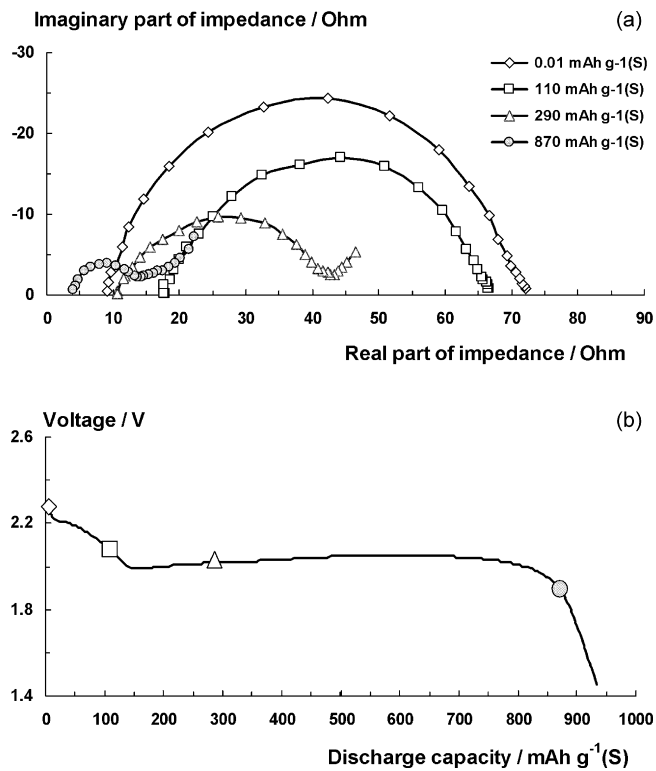 Imaginary part of impedance / Ohm (a)
-30
-20
-10
0
0 10 20 30 40 50 60 70 80 90
0.01 mAh g-1(S)
110 mAh g-1(S)
290 mAh g-1(S)
870 mAh g-1(S)
Real part of impedance / Ohm
Voltage / V (b)
2.6
2.2
1.8
1.4
0 100 200 300 400 500 600 700 800 900 1000
Discharge capacity / mAh g⁻¹(S)